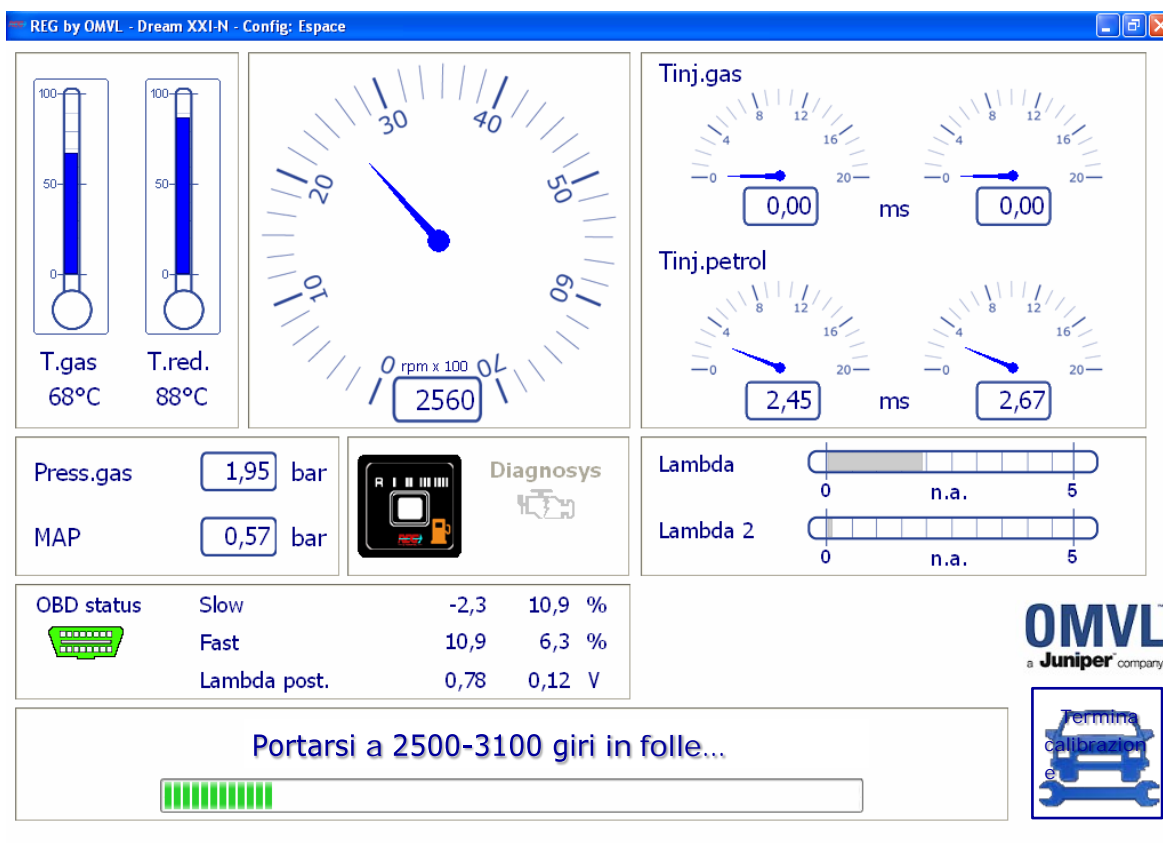 REG by OMVL - Dream XXI-N - Config: Espace
100
50
0
T.gas
68°C
100
50
0
T.red.
88°C
0 10 20 30 40 50 60 70
rpm x 100
2560
Tinj.gas
0 4 8 12 16 20
0,00
ms
0 4 8 12 16 20
0,00
Tinj.petrol
0 4 8 12 16 20
2,45
ms
0 4 8 12 16 20
2,67
Press.gas 1,95 bar
MAP 0,57 bar
Diagnosys
Lambda
0 n.a. 5
Lambda 2
0 n.a. 5
OBD status Slow -2,3 10,9 %
Fast 10,9 6,3 %
Lambda post. 0,78 0,12 V
OMVL
a Juniper company
Portarsi a 2500-3100 giri in folle...
Termina
calibrazion
e